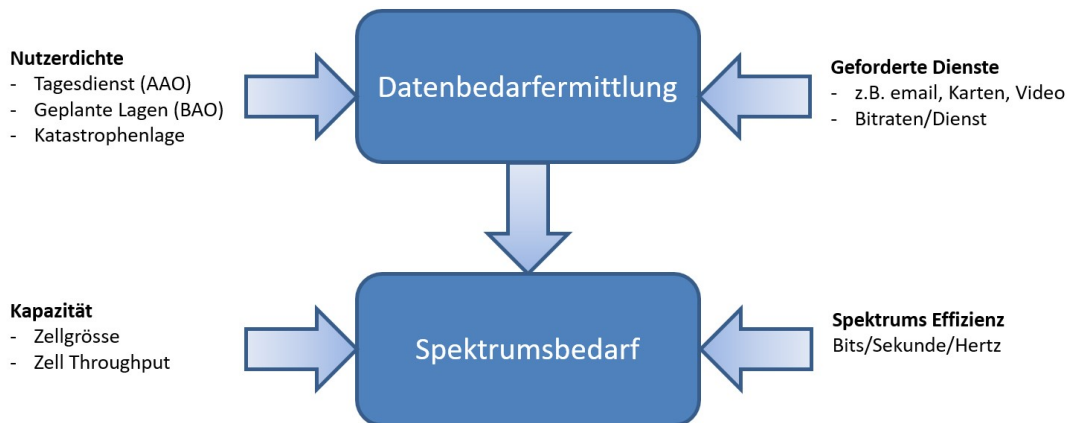 Nutzerdichte
- Tagesdienst (AAO)
- Geplante Lagen (BAO)
- Katastrophenlage
Datenbedarfermittlung
Geforderte Dienste
- z.B. email, Karten, Video
- Bitraten/Dienst
Kapazität
- Zellgrösse
- Zell Throughput
Spektrumsbedarf
Spektrums Effizienz
Bits/Sekunde/Hertz